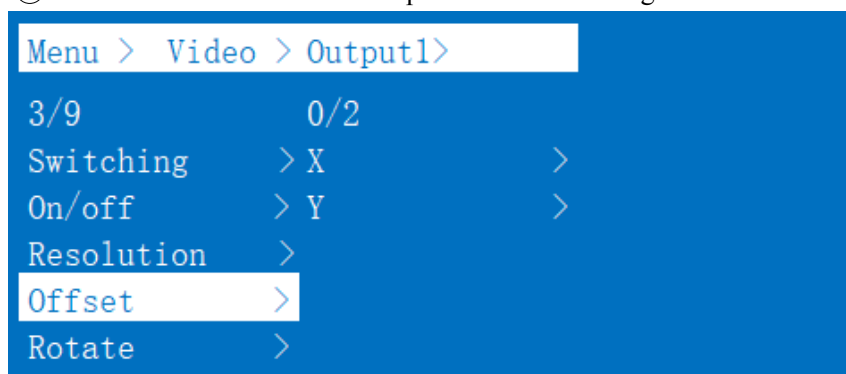 Menu > Video > Output1>
3/9 0/2
Switching > X >
On/off > Y >
Resolution >
Offset >
Rotate >